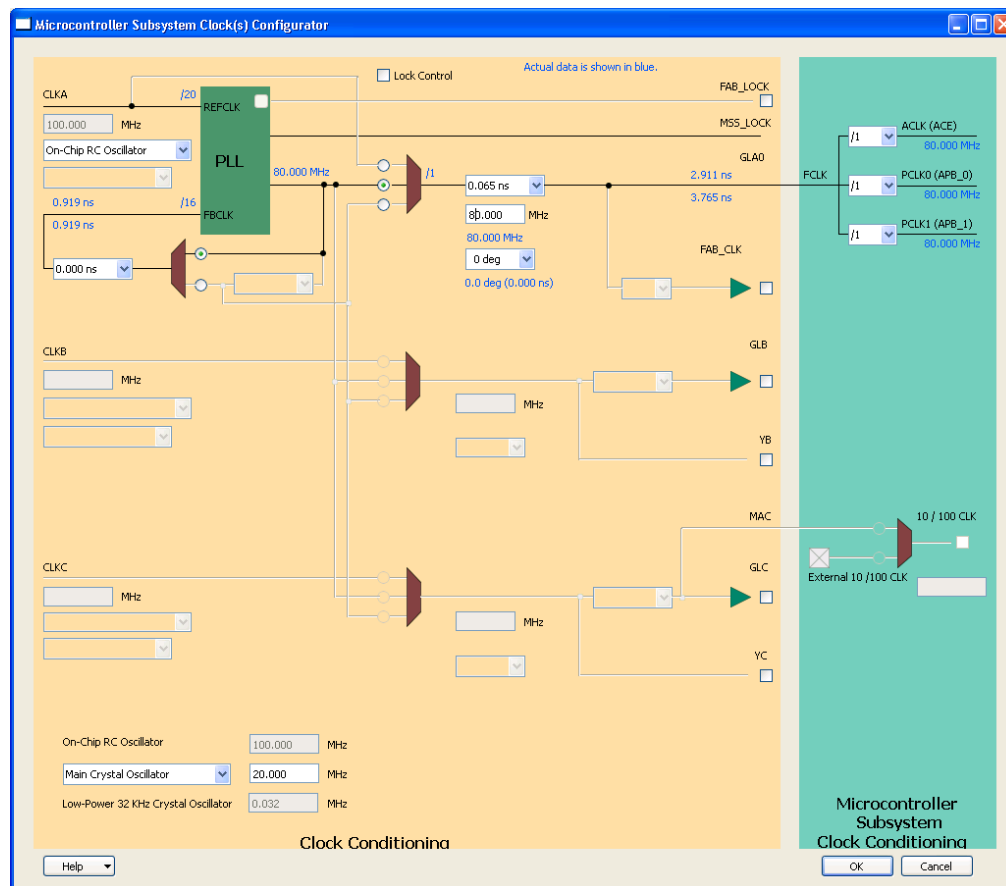 Microcontroller Subsystem Clock(s) Configurator
Actual data is shown in blue.
Lock Control
CLKA
/20
REFCLK
FAB_LOCK
100.000 MHz
MSS_LOCK
ACLK (ACE)
/1
80.000 MHz
On-Chip RC Oscillator
PLL
GLA0
80.000 MHz
/1
0.065 ns
2.911 ns
FCLK
PCLK0 (APB_0)
/1
80.000 MHz
3.765 ns
0.919 ns
/16
0.919 ns
FBCLK
80.000 MHz
PCLK1 (APB_1)
/1
80.000 MHz
80.000 MHz
FAB_CLK
0.000 ns
0 deg
0.0 deg (0.000 ns)
CLKB
GLB
MHz
MHz
YB
MAC
10 / 100 CLK
CLKC
GLC
External 10 /100 CLK
MHz
MHz
YC
On-Chip RC Oscillator 100.000 MHz
Main Crystal Oscillator 20.000 MHz
Low-Power 32 KHz Crystal Oscillator 0.032 MHz
Clock Conditioning
Microcontroller
Subsystem
Clock Conditioning
Help
OK
Cancel